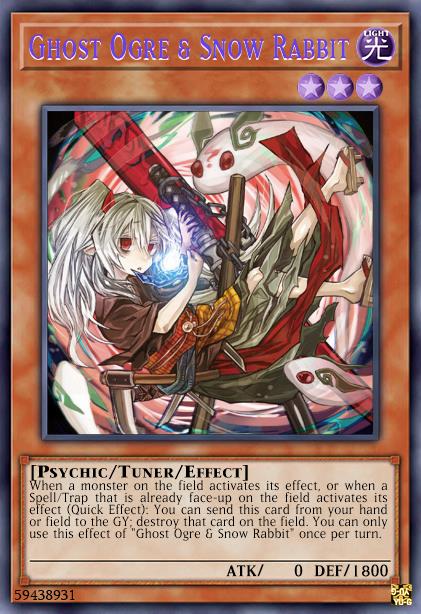 Ghost Ogre & Snow Rabbit
LIGHT
光
[Psychic/Tuner/Effect]
When a monster on the field activates its effect, or when a
Spell/Trap that is already face-up on the field activates its
effect (Quick Effect): You can send this card from your hand
or field to the GY; destroy that card on the field. You can only
use this effect of "Ghost Ogre & Snow Rabbit" once per turn.
ATK/ 0 DEF/1800
59438931